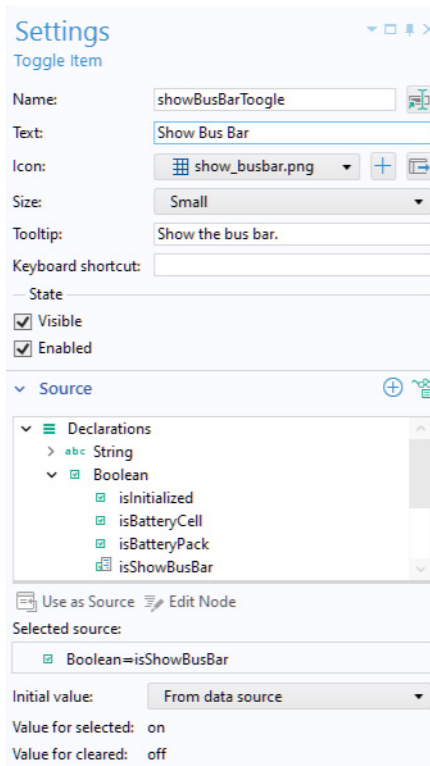 Settings
Toggle Item
Name: showBusBarToogle
Text: Show Bus Bar
Icon: show_busbar.png
Size: Small
Tooltip: Show the bus bar.
Keyboard shortcut:
State
Visible
Enabled
Source
Declarations
abc String
Boolean
isInitialized
isBatteryCell
isBatteryPack
isShowBusBar
Use as Source Edit Node
Selected source:
Boolean=isShowBusBar
Initial value: From data source
Value for selected: on
Value for cleared: off